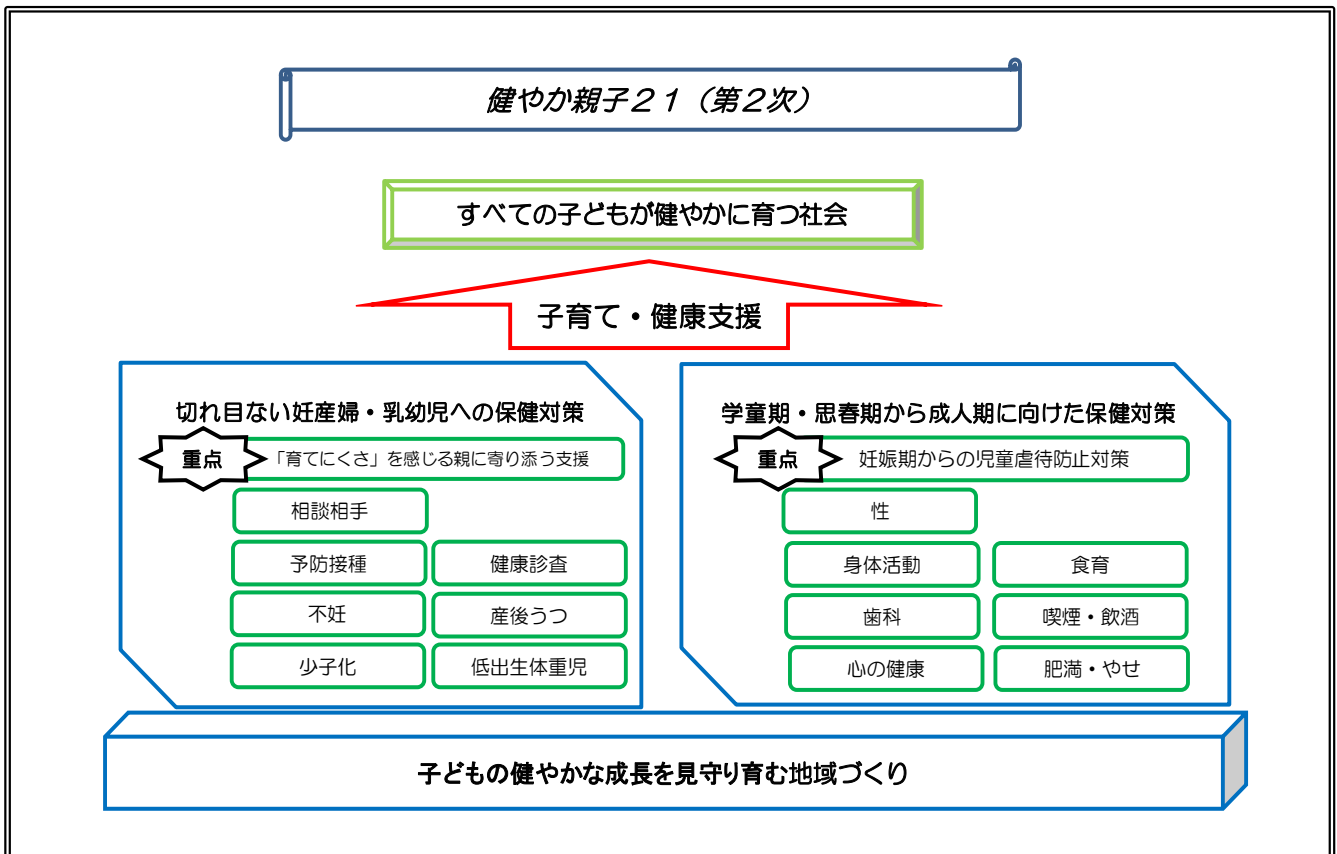 健やか親子21(第2次)
すべての子どもが健やかに育つ社会
子育て・健康支援
切れ目ない妊産婦・乳幼児への保健対策
重点
「育てにくさ」を感じる親に寄り添う支援
相談相手
予防接種
健康診査
不妊
産後うつ
少子化
低出生体重児
学童期・思春期から成人期に向けた保健対策
重点
妊娠期からの児童虐待防止対策
性
身体活動
食育
歯科
喫煙・飲酒
心の健康
肥満・やせ
子どもの健やかな成長を見守り育む地域づくり